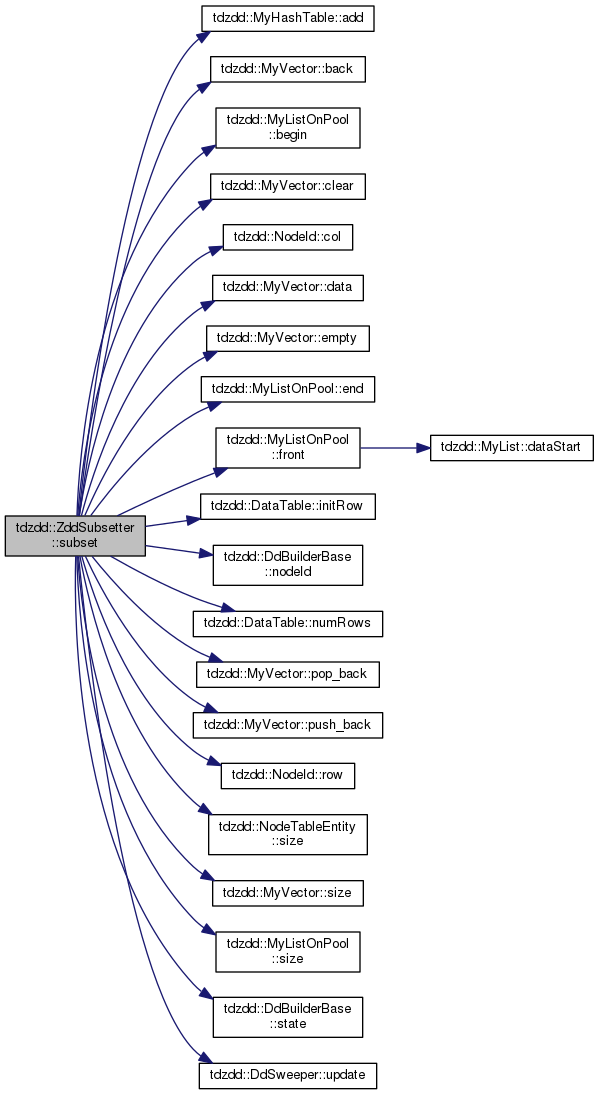 tdzdd::MyHashTable::add
tdzdd::MyVector::back
tdzdd::MyListOnPool
::begin
tdzdd::MyVector::clear
tdzdd::NodeId::col
tdzdd::MyVector::data
tdzdd::MyVector::empty
tdzdd::MyListOnPool::end
tdzdd::MyListOnPool
::front
tdzdd::MyList::dataStart
tdzdd::DataTable::initRow
tdzdd::ZddSubsetter
::subset
tdzdd::DdBuilderBase
::nodeId
tdzdd::DataTable::numRows
tdzdd::MyVector::pop_back
tdzdd::MyVector::push_back
tdzdd::NodeId::row
tdzdd::NodeTableEntity
::size
tdzdd::MyVector::size
tdzdd::MyListOnPool
::size
tdzdd::DdBuilderBase
::state
tdzdd::DdSweeper::update